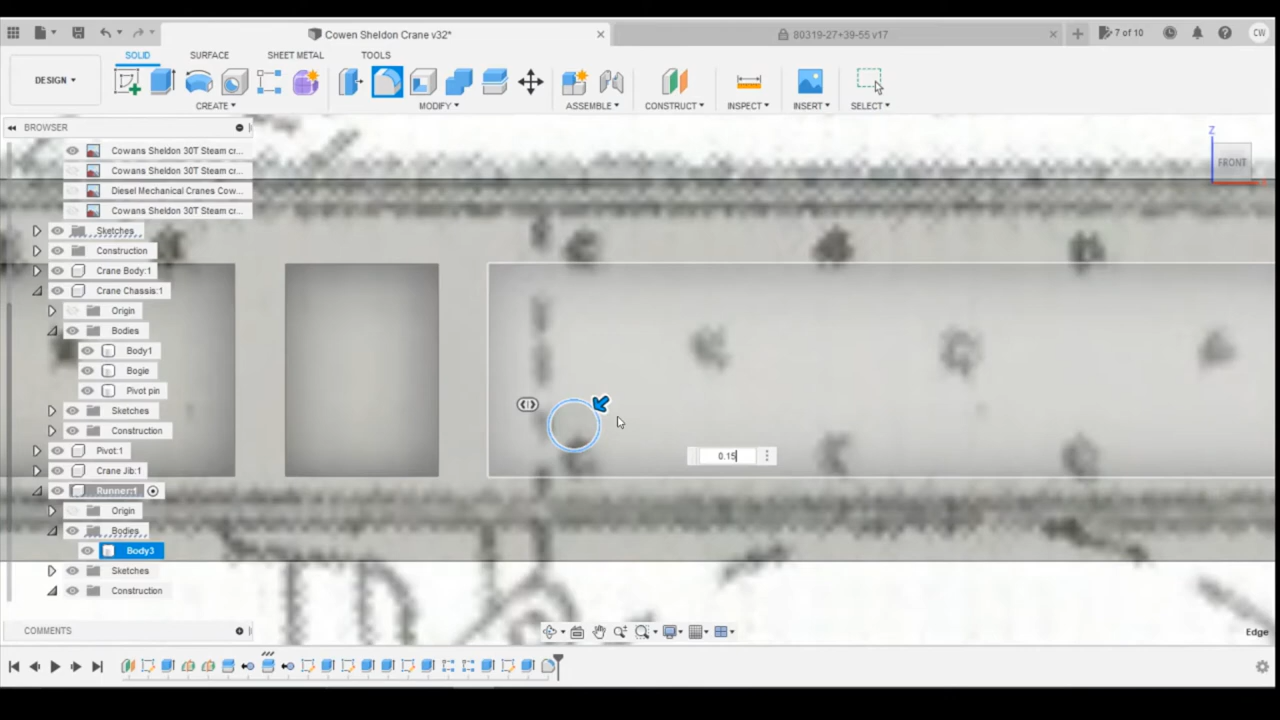 Cowen Sheldon Crane v32*
80319-27+39-55 v17
7 of 10
CW
SOLID
SURFACE
SHEET METAL
TOOLS
DESIGN
CREATE
MODIFY
ASSEMBLE
CONSTRUCT
INSPECT
INSERT
SELECT
BROWSER
Cowans Sheldon 30T Steam cr...
Cowans Sheldon 30T Steam cr...
Diesel Mechanical Cranes Cow...
Cowans Sheldon 30T Steam cr...
Sketches
Construction
Crane Body:1
Crane Chassis:1
Origin
Bodies
Body1
Bogie
Pivot pin
Sketches
Construction
Pivot:1
Crane Jib:1
Runner:1
Origin
Bodies
Body3
Sketches
Construction
Z
FRONT
0.15
COMMENTS
Edge